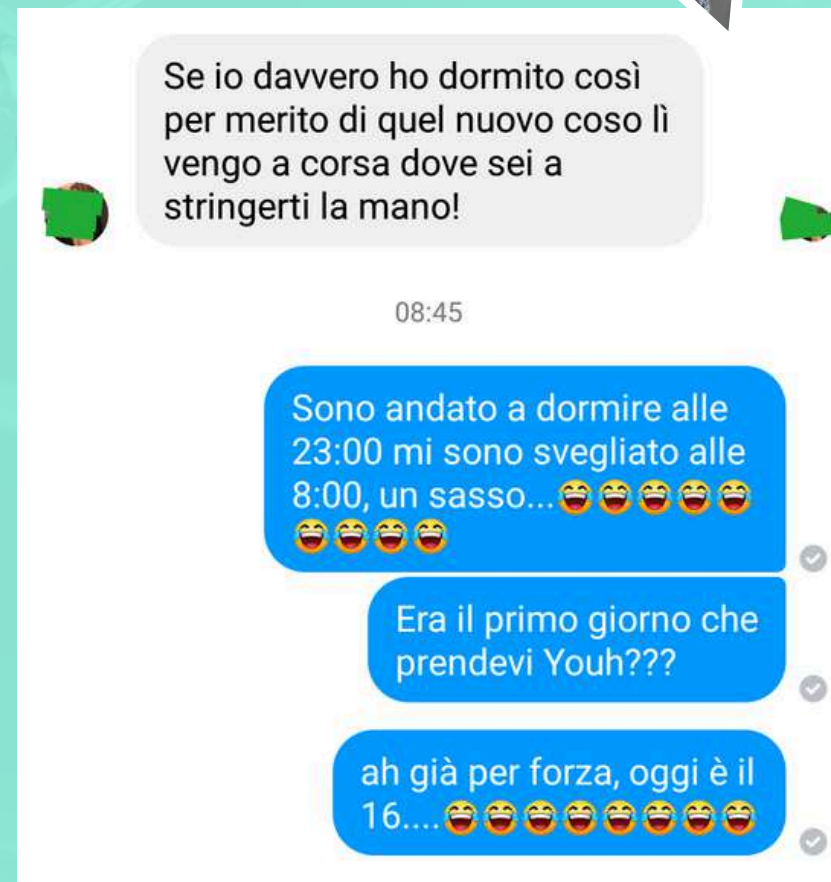 Se io davvero ho dormito così
per merito di quel nuovo coso lì
vengo a corsa dove sei a
stringerti la mano!
08:45
Sono andato a dormire alle
23:00 mi sono svegliato alle
8:00, un sasso...😂😂😂😂😂
😂😂😂😂
Era il primo giorno che
prendevi Youh???
ah già per forza, oggi è il
16....😂😂😂😂😂😂😂😂